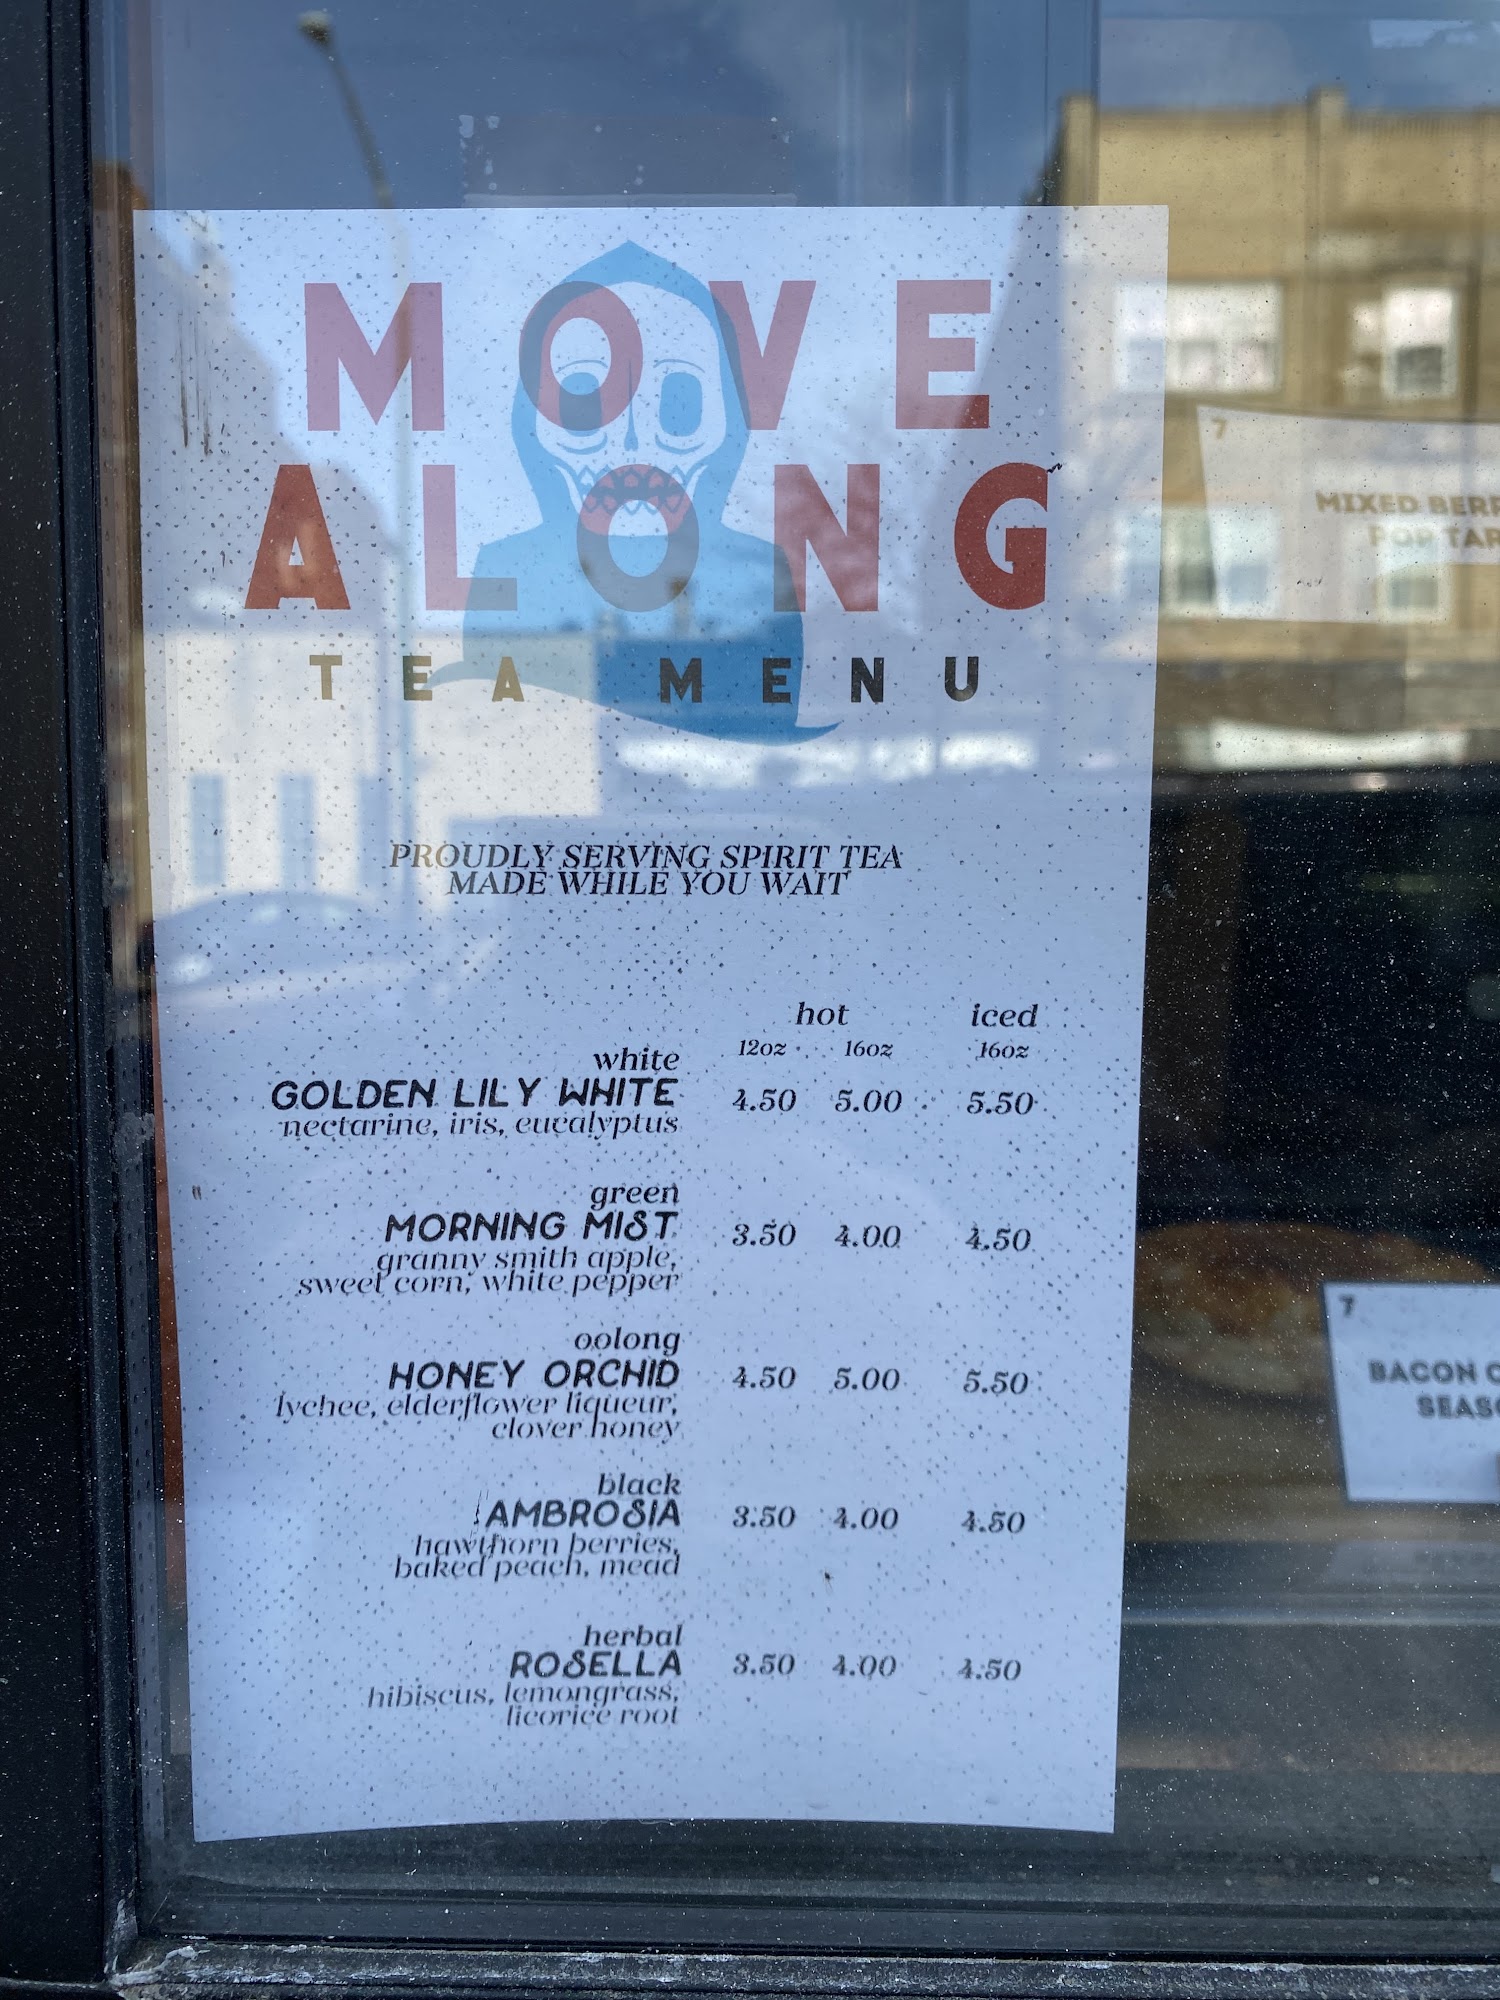 MOVE
ALONG
TEA MENU
PROUDLY SERVING SPIRIT TEA
MADE WHILE YOU WAIT
hot iced
12oz 16oz 16oz
white
GOLDEN LILY WHITE 4.50 5.00 5.50
nectarine, iris, eucalyptus
green
MORNING MIST 3.50 4.00 4.50
granny smith apple,
sweet corn, white pepper
oolong
HONEY ORCHID 4.50 5.00 5.50
lychee, elderflower liqueur,
clover honey
black
AMBROSIA 3.50 4.00 4.50
hawthorn berries,
baked peach, mead
herbal
ROSELLA 3.50 4.00 4.50
hibiscus, lemongrass,
licorice root
7
MIXED
POP
7
BACON